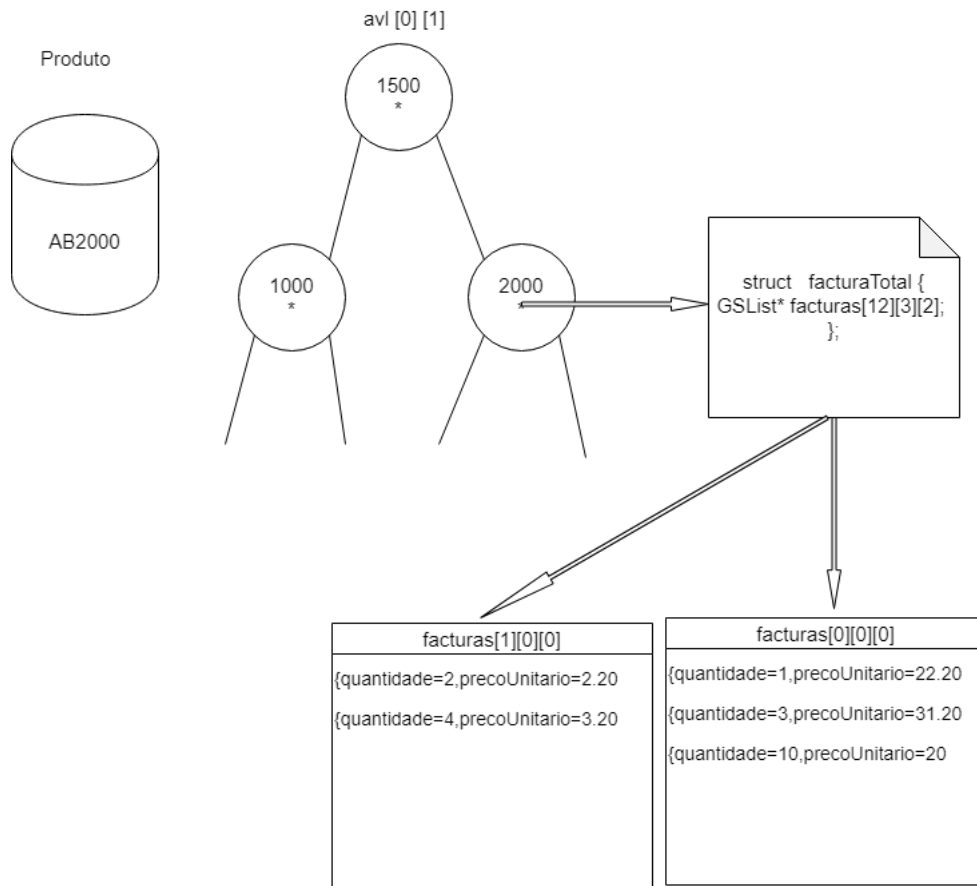 avl [0] [1]
Produto
1500
*
AB2000
1000
*
2000
*
struct facturaTotal {
GSList* facturas[12][3][2];
};
facturas[1][0][0]
{quantidade=2,precoUnitario=2.20
{quantidade=4,precoUnitario=3.20
facturas[0][0][0]
{quantidade=1,precoUnitario=22.20
{quantidade=3,precoUnitario=31.20
{quantidade=10,precoUnitario=20